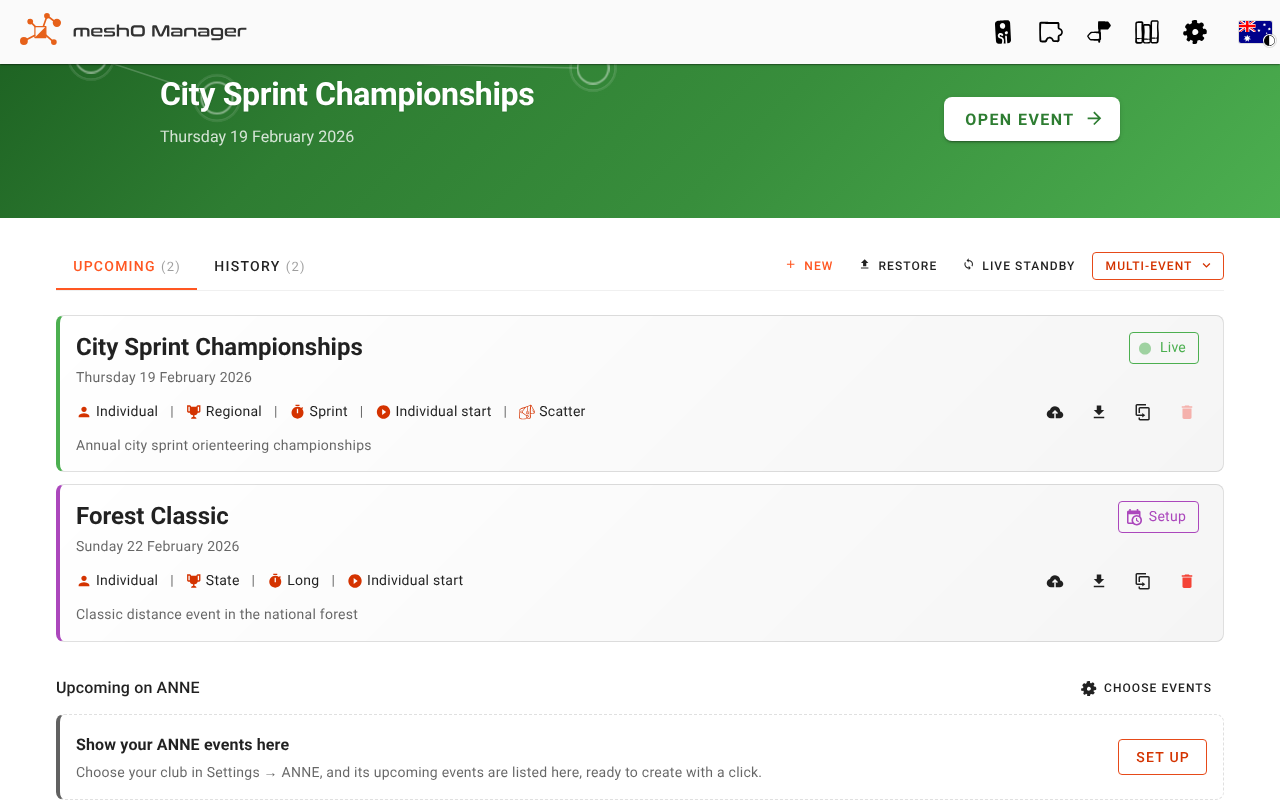 meshO Manager
City Sprint Championships
Thursday 19 February 2026
OPEN EVENT
UPCOMING (2)
HISTORY (2)
NEW
RESTORE
LIVE STANDBY
MULTI-EVENT
City Sprint Championships
Live
Thursday 19 February 2026
Individual | Regional | Sprint | Individual start | Scatter
Annual city sprint orienteering championships
Forest Classic
Setup
Sunday 22 February 2026
Individual | State | Long | Individual start
Classic distance event in the national forest
Upcoming on ANNE
CHOOSE EVENTS
Show your ANNE events here
Choose your club in Settings → ANNE, and its upcoming events are listed here, ready to create with a click.
SET UP